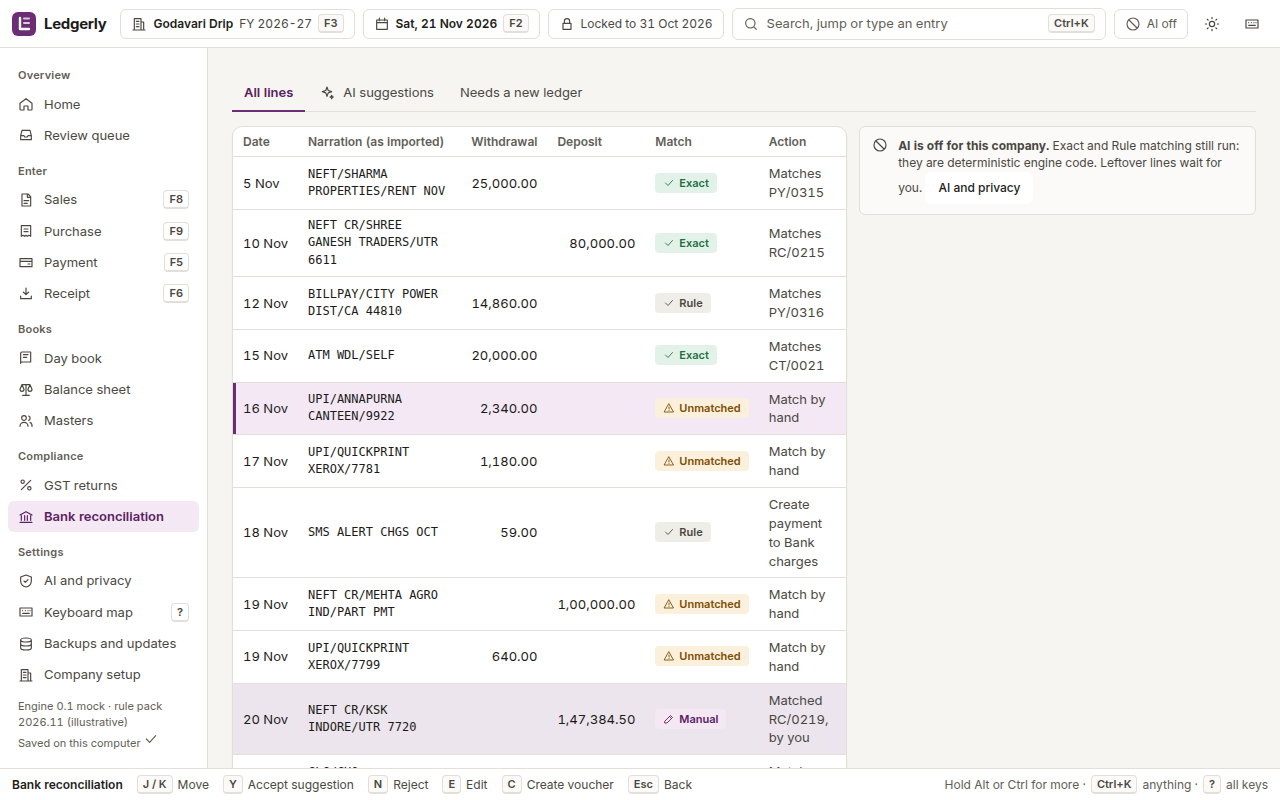 Ledgerly
Godavari Drip FY 2026-27 F3
Sat, 21 Nov 2026 F2
Locked to 31 Oct 2026
Search, jump or type an entry Ctrl+K
AI off
Overview
Home
Review queue
Enter
Sales F8
Purchase F9
Payment F5
Receipt F6
Books
Day book
Balance sheet
Masters
Compliance
GST returns
Bank reconciliation
Settings
AI and privacy
Keyboard map ?
Backups and updates
Company setup
Engine 0.1 mock · rule pack
2026.11 (illustrative)
Saved on this computer
All lines AI suggestions Needs a new ledger
Date Narration (as imported) Withdrawal Deposit Match Action
5 Nov NEFT/SHARMA PROPERTIES/RENT NOV 25,000.00 Exact Matches PY/0315
10 Nov NEFT CR/SHREE GANESH TRADERS/UTR 6611 80,000.00 Exact Matches RC/0215
12 Nov BILLPAY/CITY POWER DIST/CA 44810 14,860.00 Rule Matches PY/0316
15 Nov ATM WDL/SELF 20,000.00 Exact Matches CT/0021
16 Nov UPI/ANNAPURNA CANTEEN/9922 2,340.00 Unmatched Match by hand
17 Nov UPI/QUICKPRINT XEROX/7781 1,180.00 Unmatched Match by hand
18 Nov SMS ALERT CHGS OCT 59.00 Rule Create payment to Bank charges
19 Nov NEFT CR/MEHTA AGRO IND/PART PMT 1,00,000.00 Unmatched Match by hand
19 Nov UPI/QUICKPRINT XEROX/7799 640.00 Unmatched Match by hand
20 Nov NEFT CR/KSK INDORE/UTR 7720 1,47,384.50 Manual Matched RC/0219, by you
AI is off for this company. Exact and Rule matching still run:
they are deterministic engine code. Leftover lines wait for
you. AI and privacy
Bank reconciliation J / K Move Y Accept suggestion N Reject E Edit C Create voucher Esc Back
Hold Alt or Ctrl for more · Ctrl+K anything · ? all keys